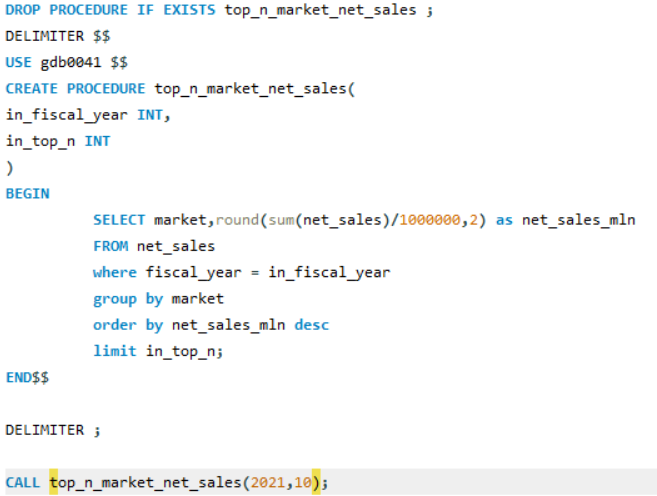 DROP PROCEDURE IF EXISTS top_n_market_net_sales ;
DELIMITER $$
USE gdb0041 $$
CREATE PROCEDURE top_n_market_net_sales(
in_fiscal_year INT,
in_top_n INT
)
BEGIN
SELECT market,round(sum(net_sales)/1000000,2) as net_sales_mln
FROM net_sales
where fiscal_year = in_fiscal_year
group by market
order by net_sales_mln desc
limit in_top_n;
END$$
DELIMITER ;
CALL top_n_market_net_sales(2021,10);